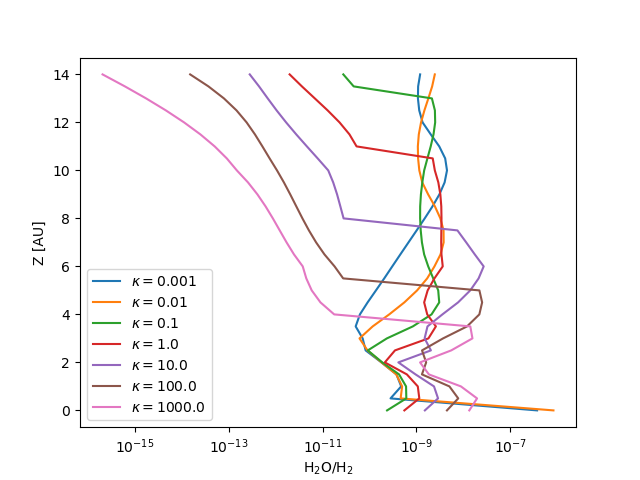 14
12
10
8
6
4
2
0
Z [AU]
κ = 0.001
κ = 0.01
κ = 0.1
κ = 1.0
κ = 10.0
κ = 100.0
κ = 1000.0
10⁻¹⁵ 10⁻¹³ 10⁻¹¹ 10⁻⁹ 10⁻⁷
H₂O/H₂